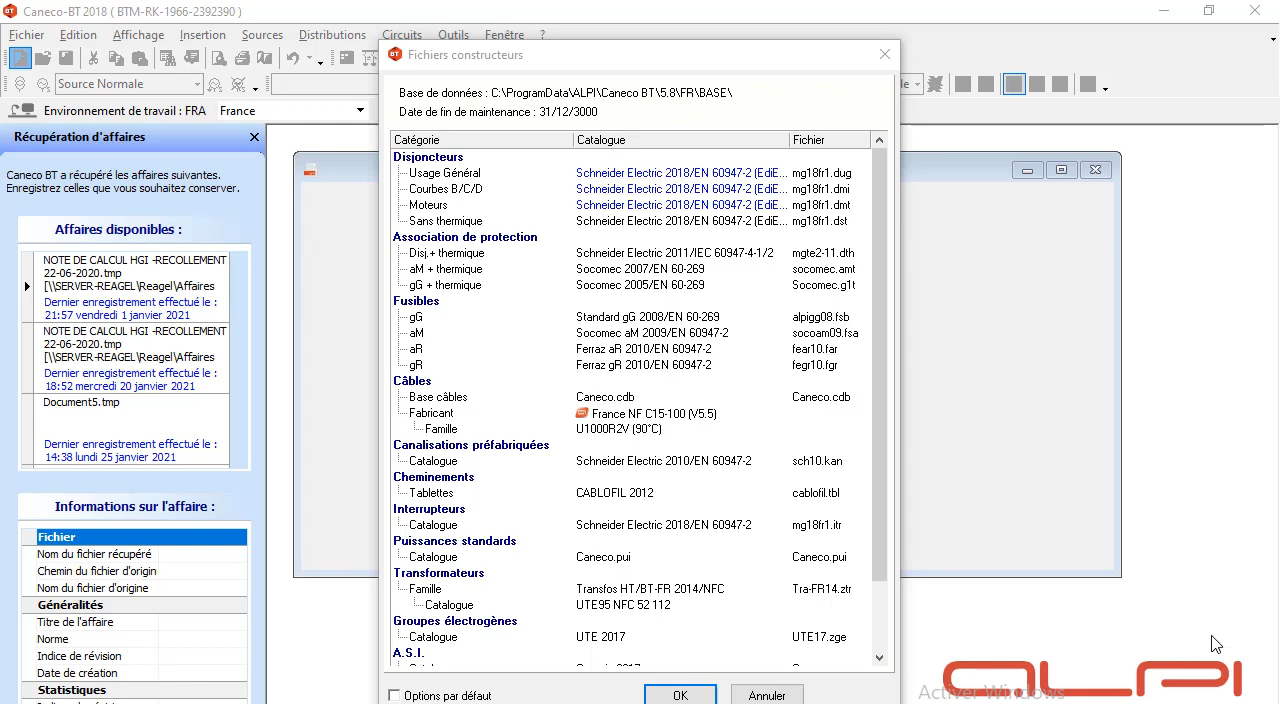 Caneco-BT 2018 ( BTM-RK-1966-2392390 )
Fichier Edition Affichage Insertion Sources Distributions Circuits Outils Fenêtre ?
Source Normale
Environnement de travail : FRA France
Récupération d'affaires
Caneco BT a récupéré les affaires suivantes.
Enregistrez celles que vous souhaitez conserver.
Affaires disponibles :
NOTE DE CALCUL HGI -RECOLLEMENT
22-06-2020.tmp
[\\SERVER-REAGEL\Reagel\Affaires
Dernier enregistrement effectué le :
21:57 vendredi 1 janvier 2021
NOTE DE CALCUL HGI -RECOLLEMENT
22-06-2020.tmp
[\\SERVER-REAGEL\Reagel\Affaires
Dernier enregistrement effectué le :
18:52 mercredi 20 janvier 2021
Document5.tmp
Dernier enregistrement effectué le :
14:38 lundi 25 janvier 2021
Informations sur l'affaire :
Fichier
Nom du fichier récupéré
Chemin du fichier d'origin
Nom du fichier d'origine
Généralités
Titre de l'affaire
Norme
Indice de révision
Date de création
Statistiques
BT Fichiers constructeurs
Base de données : C:\ProgramData\ALPI\Caneco BT\5.8\FR\BASE\
Date de fin de maintenance : 31/12/3000
Catégorie Catalogue Fichier
Disjoncteurs
Usage Général Schneider Electric 2018/EN 60947-2 (EdiE... mg18fr1.dug
Courbes B/C/D Schneider Electric 2018/EN 60947-2 (EdiE... mg18fr1.dmi
Moteurs Schneider Electric 2018/EN 60947-2 (EdiE... mg18fr1.dmt
Sans thermique Schneider Electric 2018/EN 60947-2 (EdiE... mg18fr1.dst
Association de protection
Disj + thermique Schneider Electric 2011/IEC 60947-4-1/2 mgte2-11.dth
aM + thermique Socomec 2007/EN 60-269 socomec.amt
gG + thermique Socomec 2005/EN 60-269 Socomec.g1t
Fusibles
gG Standard gG 2008/EN 60-269 alpigg08.fsb
aM Socomec aM 2009/EN 60947-2 socoam09.fsa
aR Ferraz aR 2010/EN 60947-2 fear10.far
gR Ferraz gR 2010/EN 60947-2 fegr10.fgr
Câbles
Base câbles Caneco.cdb Caneco.cdb
Fabricant France NF C15-100 (V5.5)
Famille U1000R2V (90°C)
Canalisations préfabriquées
Catalogue Schneider Electric 2010/EN 60947-2 sch10.kan
Cheminements
Tablettes CABLOFIL 2012 cablofil.tbl
Interrupteurs
Catalogue Schneider Electric 2018/EN 60947-2 mg18fr1.itr
Puissances standards
Catalogue Caneco.pui Caneco.pui
Transformateurs
Famille Transfos HT/BT-FR 2014/NFC Tra-FR14.ztr
Catalogue UTE95 NFC 52 112
Groupes électrogènes
Catalogue UTE 2017 UTE17.zge
A.S.I.
Options par défaut OK Annuler
ALPI
Activer Windows